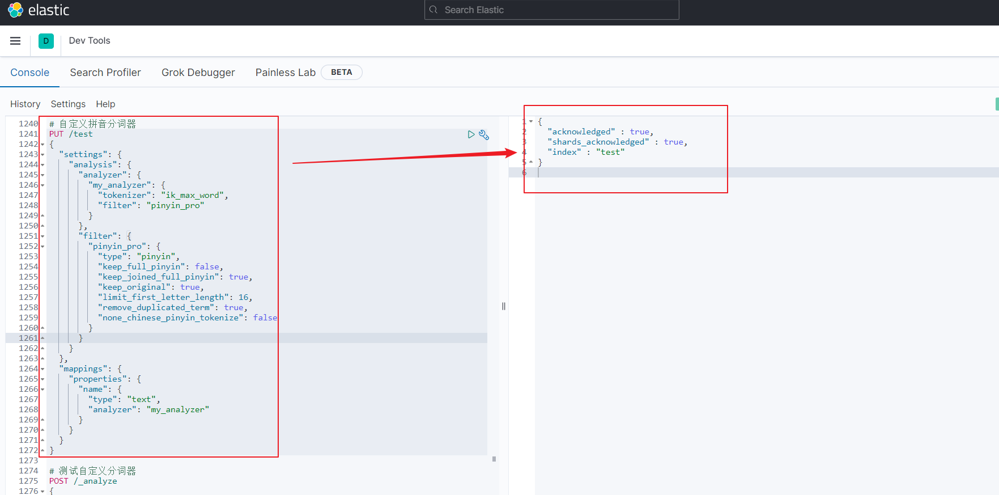 elastic
Search Elastic
D
Dev Tools
Console
Search Profiler
Grok Debugger
Painless Lab
BETA
History
Settings
Help
1240 # 自定义拼音分词器
1241 PUT /test
1242 {
1243 "settings": {
1244 "analysis": {
1245 "analyzer": {
1246 "my_analyzer": {
1247 "tokenizer": "ik_max_word",
1248 "filter": "pinyin_pro"
1249 }
1250 },
1251 "filter": {
1252 "pinyin_pro": {
1253 "type": "pinyin",
1254 "keep_full_pinyin": false,
1255 "keep_joined_full_pinyin": true,
1256 "keep_original": true,
1257 "limit_first_letter_length": 16,
1258 "remove_duplicated_term": true,
1259 "none_chinese_pinyin_tokenize": false
1260 }
1261 }
1262 }
1263 },
1264 "mappings": {
1265 "properties": {
1266 "name": {
1267 "type": "text",
1268 "analyzer": "my_analyzer"
1269 }
1270 }
1271 }
1272 }
1273
1274 # 测试自定义分词器
1275 POST /_analyze
1276 {
1 {
2 "acknowledged" : true,
3 "shards_acknowledged" : true,
4 "index" : "test"
5 }
6